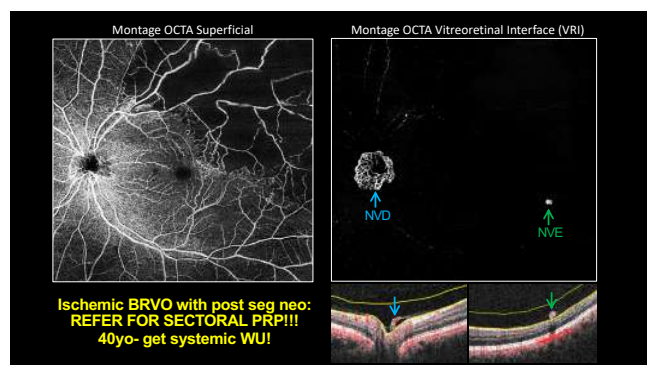 Montage OCTA Superficial
Montage OCTA Vitreoretinal Interface (VRI)
NVD
NVE
Ischemic BRVO with post seg neo:
REFER FOR SECTORAL PRP!!!
40yo- get systemic WU!